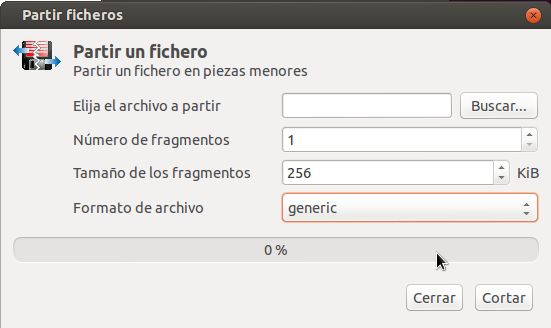 Partir ficheros
Partir un fichero
Partir un fichero en piezas menores
Elija el archivo a partir
Buscar...
Número de fragmentos
1
Tamaño de los fragmentos
256
KiB
Formato de archivo
generic
0 %
Cerrar
Cortar